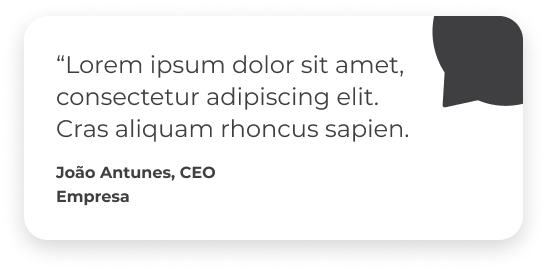 “Lorem ipsum dolor sit amet,
consectetur adipiscing elit.
Cras aliquam rhoncus sapien.
João Antunes, CEO
Empresa